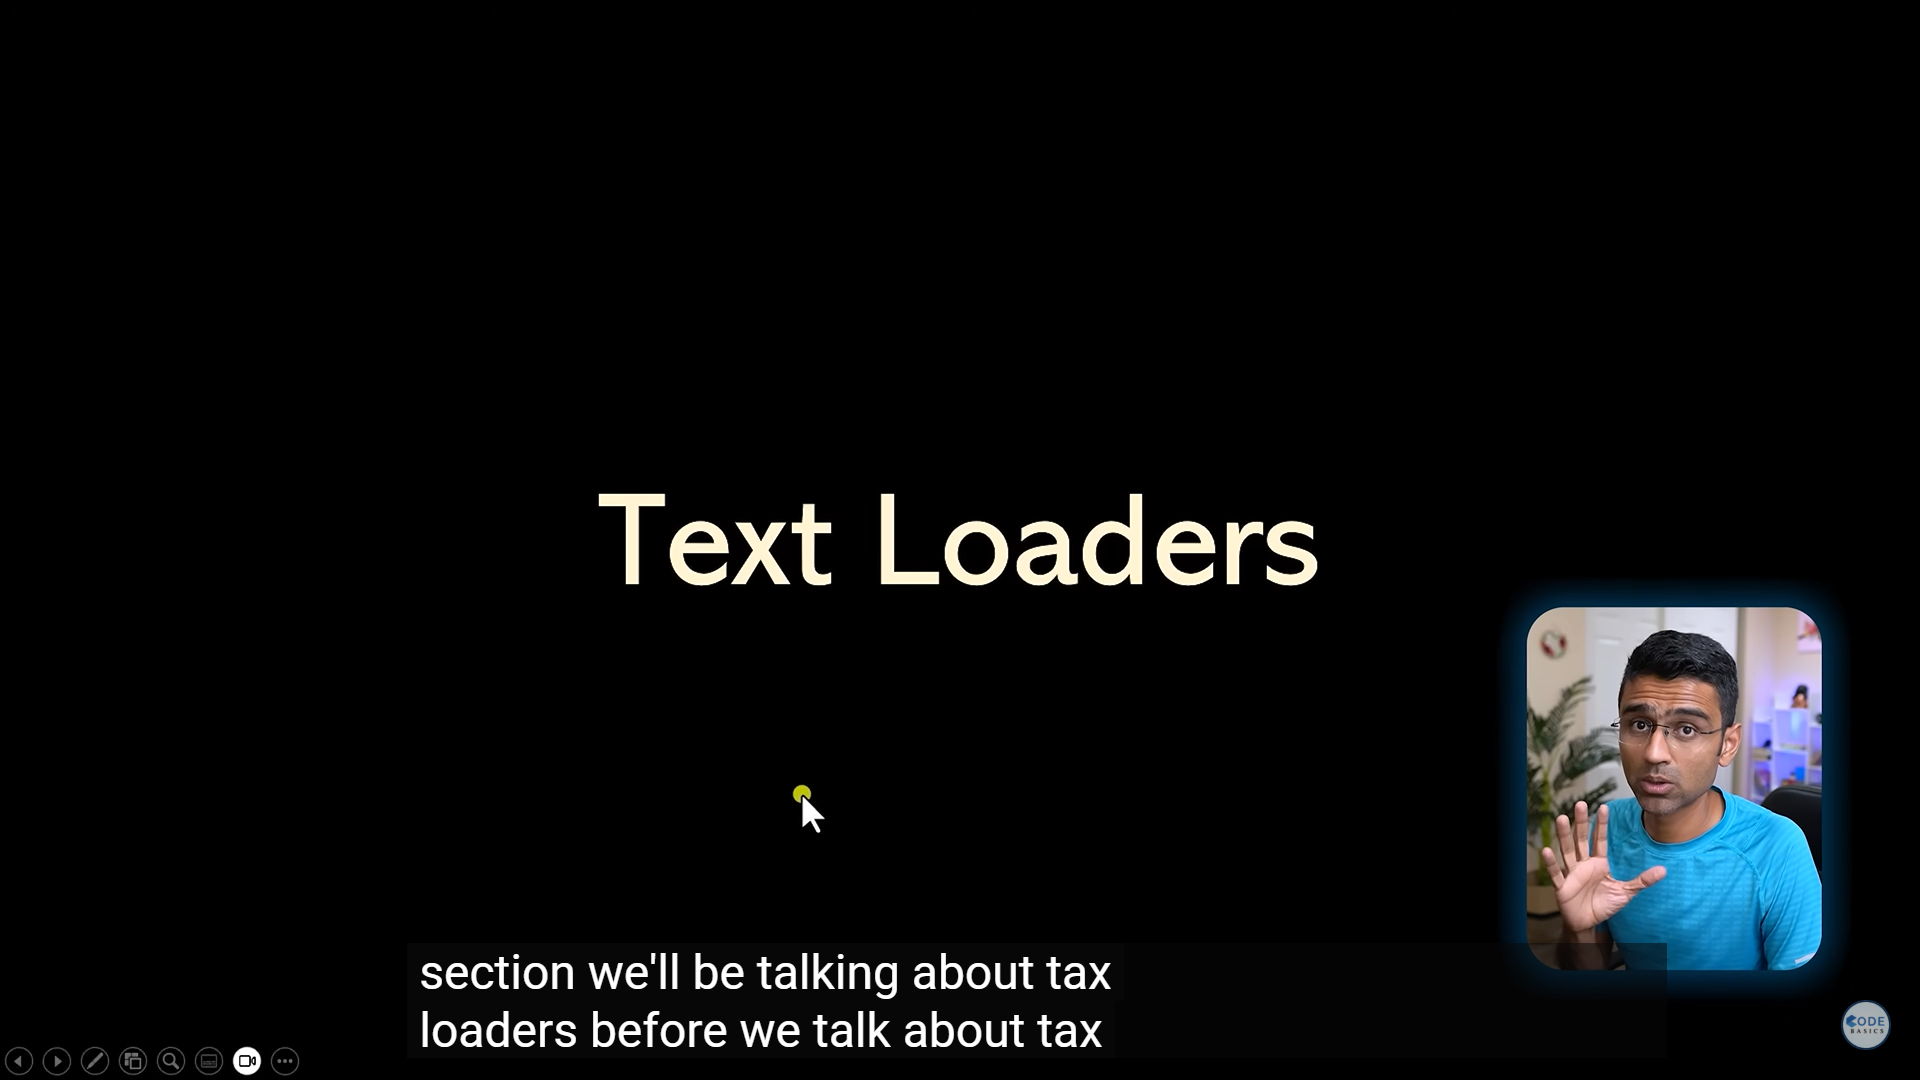 Text Loaders
section we'll be talking about tax
loaders before we talk about tax
CODE
BASICS